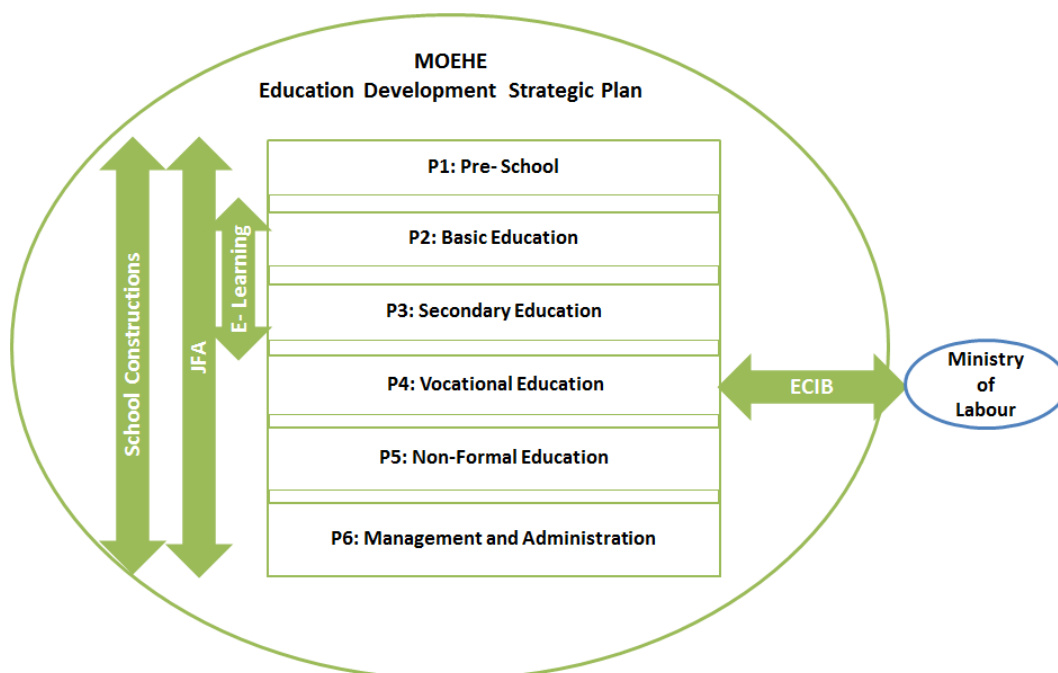 MOEHE
Education Development Strategic Plan
P1: Pre- School
P2: Basic Education
P3: Secondary Education
P4: Vocational Education
P5: Non-Formal Education
P6: Management and Administration
School Constructions
JFA
E- Learning
ECIB
Ministry
of
Labour